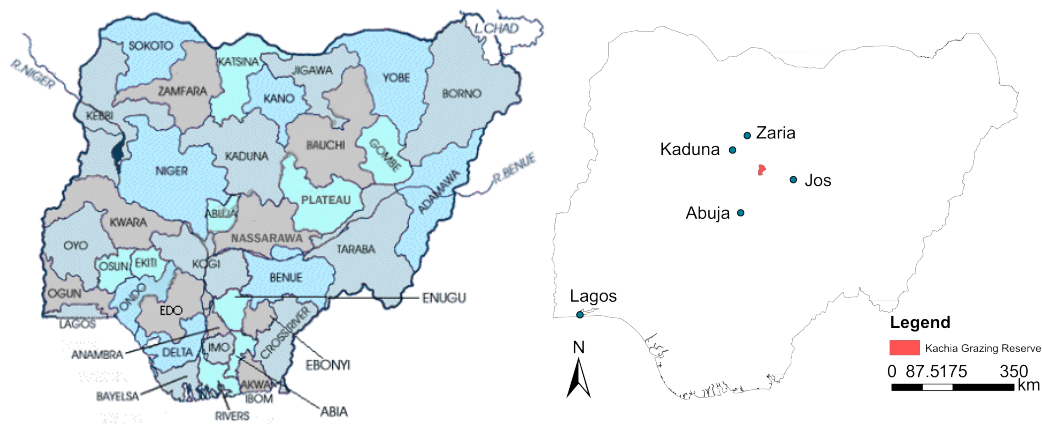 L.CHAD
SOKOTO
KATSINA
R.NIGER
JIGAWA
YOBE
ZAMFARA
KANO
BORNO
KEBBI
BAUCHI
GOMBE
KADUNA
NIGER
R.BENUE
ADAMAWA
PLATEAU
ABUJA
KWARA
NASSARAWA
OYO
TARABA
OSUN
EKITI
KOGI
BENUE
OGUN
ONDO
ENUGU
EDO
LAGOS
CROSSRIVER
ANAMBRA
DELTA
IMO
EBONYI
BAYELSA
AKWA
IBOM
RIVERS
ABIA
Zaria
Kaduna
Jos
Abuja
Lagos
N
Legend
Kachia Grazing Reserve
0 87.5175 350
km